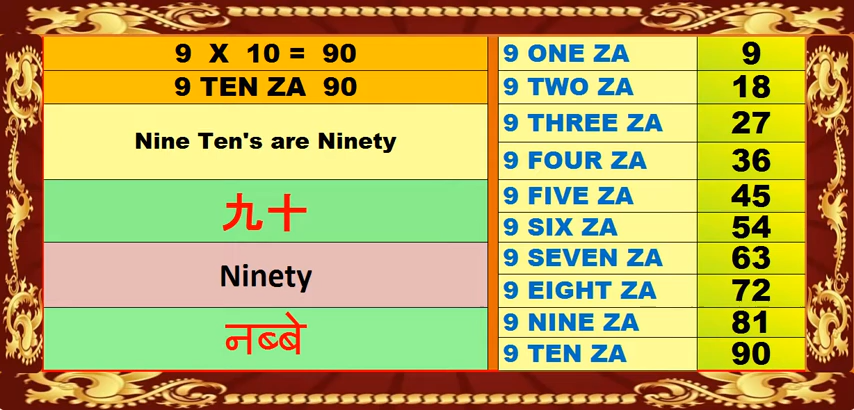 9 X 10 = 90
9 TEN ZA 90
Nine Ten's are Ninety
九十
Ninety
नब्बे
9 ONE ZA 9
9 TWO ZA 18
9 THREE ZA 27
9 FOUR ZA 36
9 FIVE ZA 45
9 SIX ZA 54
9 SEVEN ZA 63
9 EIGHT ZA 72
9 NINE ZA 81
9 TEN ZA 90